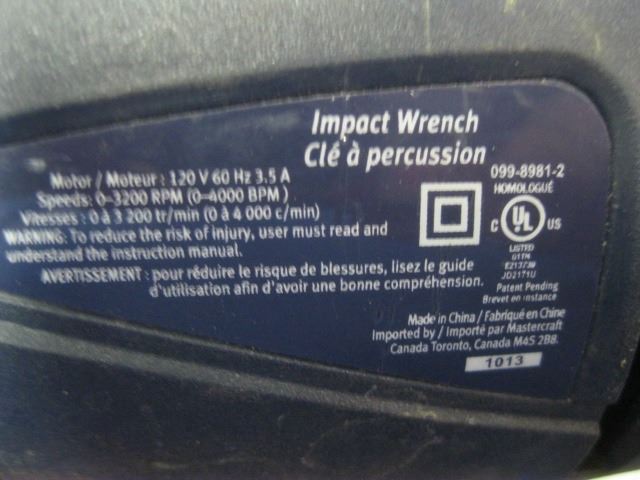 Impact Wrench
Clé à percussion
Motor / Moteur : 120 V 60 Hz 3.5 A
Speeds: 0-3200 RPM (0-4000 BPM)
Vitesses : 0 à 3 200 tr/min (0 à 4 000 c/min)
WARNING: To reduce the risk of injury, user must read and
understand the instruction manual.
AVERTISSEMENT : pour réduire le risque de blessures, lisez le guide
d'utilisation afin d'avoir une bonne compréhension.
099-8981-2
HOMOLOGUÉ
C UL US
LISTED
E213730
JD2171U
Patent Pending
Brevet en instance
Made in China / Fabriqué en Chine
Imported by / Importé par Mastercraft
Canada Toronto, Canada M4S 2B8.
1013